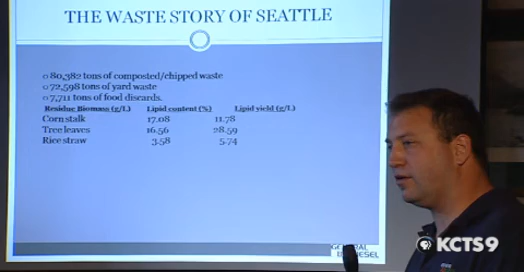 THE WASTE STORY OF SEATTLE
o 80,382 tons of composted/chipped waste
o 72,598 tons of yard waste
o 7,711 tons of food discards.
Residue Biomass (g/L) Lipid content (%) Lipid yield (g/L)
Corn stalk 17.08 11.78
Tree leaves 16.56 28.59
Rice straw 3.58 5.74
GENERAL
KCTS9